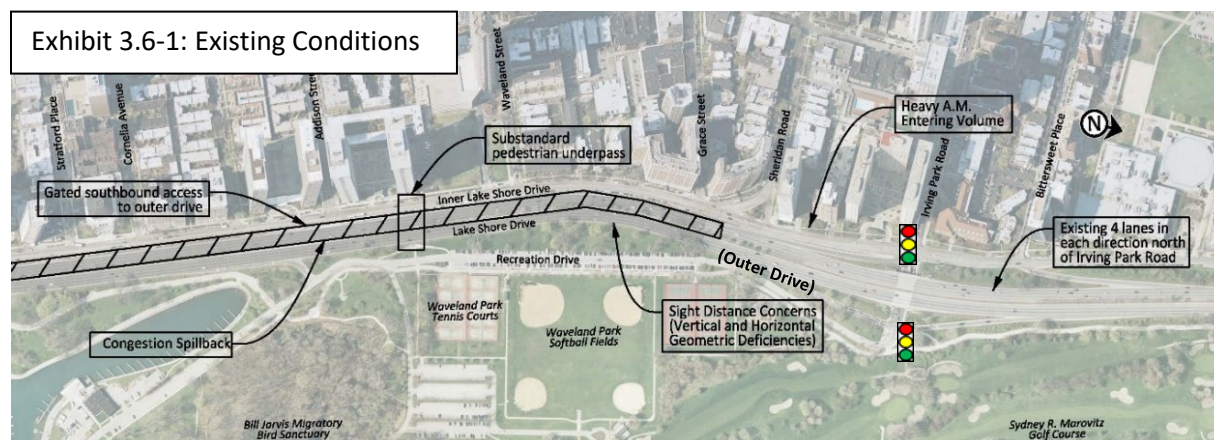 Exhibit 3.6-1: Existing Conditions
Stratford Place
Cornelia Avenue
Addison Street
Waveland Street
Grace Street
Sheridan Road
Irving Park Road
Bittersweet Place
N
Heavy A.M.
Entering Volume
Substandard
pedestrian underpass
Gated southbound access
to outer drive
Inner Lake Shore Drive
Lake Shore Drive
(Outer Drive)
Existing 4 lanes in
each direction north
of Irving Park Road
Recreation Drive
Congestion Spillback
Waveland Park
Tennis Courts
Waveland Park
Softball Fields
Sight Distance Concerns
(Vertical and Horizontal
Geometric Deficiencies)
Bill Jarvis Migratory
Bird Sanctuary
Sydney R. Marovitz
Golf Course